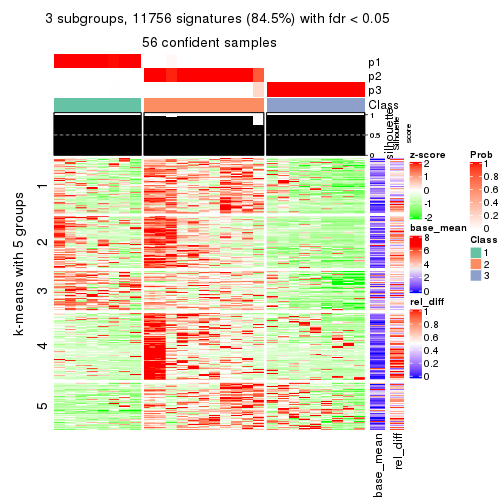 3 subgroups, 11756 signatures (84.5%) with fdr < 0.05
56 confident samples
p1
p2
p3
Class
1
0.5
0
silhouette
Silhouette
score
k-means with 5 groups
1
2
3
4
5
base_mean
rel_diff
z-score
2
1
0
-1
-2
base_mean
8
6
4
2
0
rel_diff
1
0.8
0.6
0.4
0.2
0
Prob
1
0.8
0.6
0.4
0.2
0
Class
1
2
3